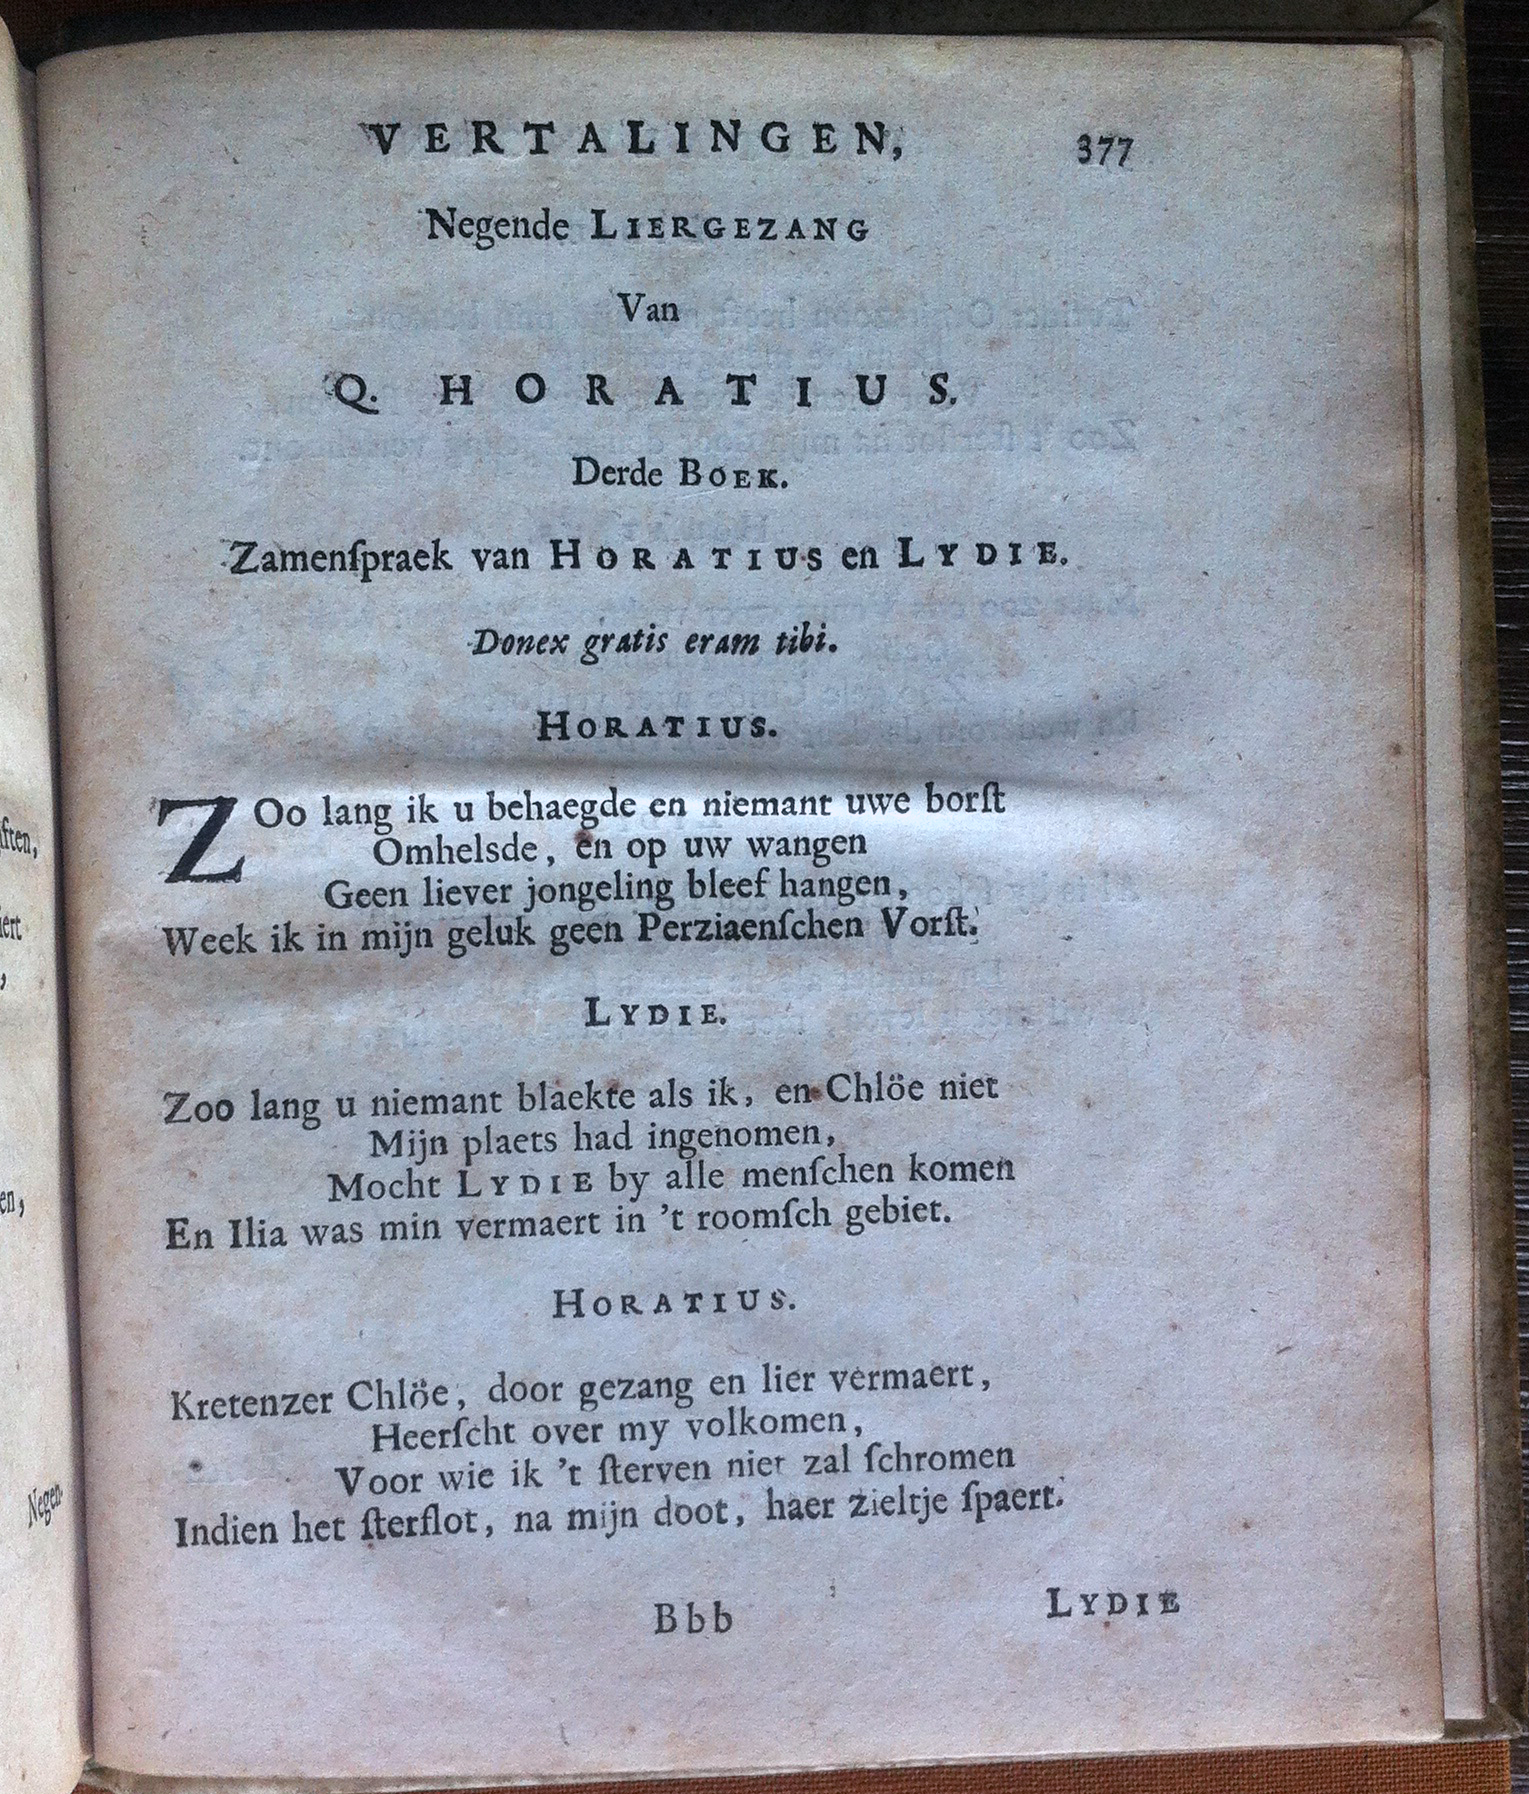 VERTALINGEN, 377
Negende LIERGEZANG
Van
Q. HORATIUS.
Derde BOEK.
Zamenſpraek van HORATIUS en LYDIE.
Donex gratis eram tibi.
HORATIUS.
ZOo lang ik u behaegde en niemant uwe borſt
Omhelsde, en op uw wangen
Geen liever jongeling bleef hangen,
Week ik in mijn geluk geen Perziaenſchen Vorſt.
LYDIE.
Zoo lang u niemant blaekte als ik, en Chlöe niet
Mijn plaets had ingenomen,
Mocht LYDIE by alle menſchen komen
En Ilia was min vermaert in 't roomſch gebiet.
HORATIUS.
Kretenzer Chlöe, door gezang en lier vermaert,
Heerſcht over my volkomen,
Voor wie ik 't ſterven niet zal ſchromen
Indien het ſterflot, na mijn doot, haer zieltje ſpaert.
Bbb LYDIE
Negen-